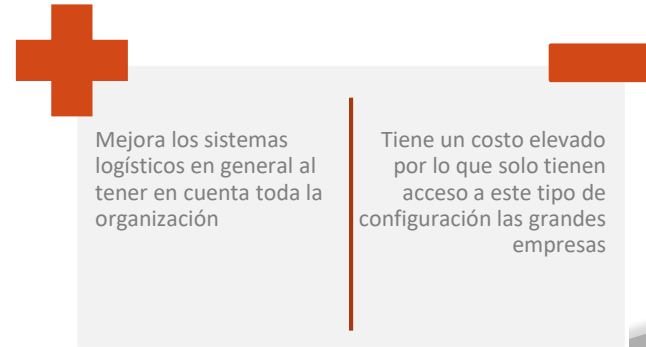 Mejora los sistemas
logísticos en general al
tener en cuenta toda la
organización
Tiene un costo elevado
por lo que solo tienen
acceso a este tipo de
configuración las grandes
empresas